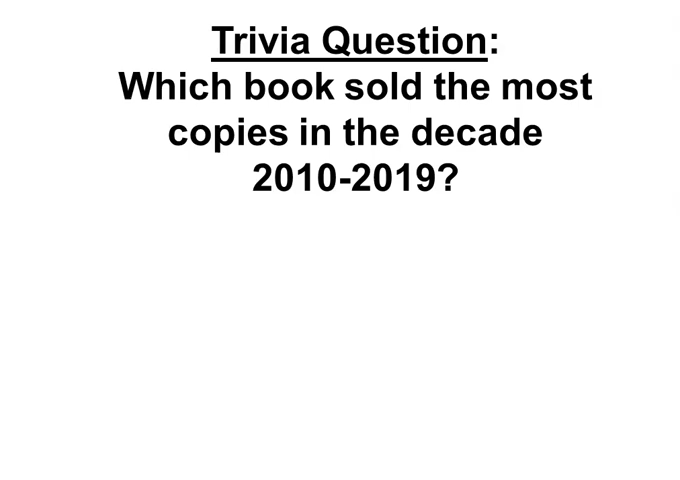 Trivia Question:
Which book sold the most
copies in the decade
2010-2019?